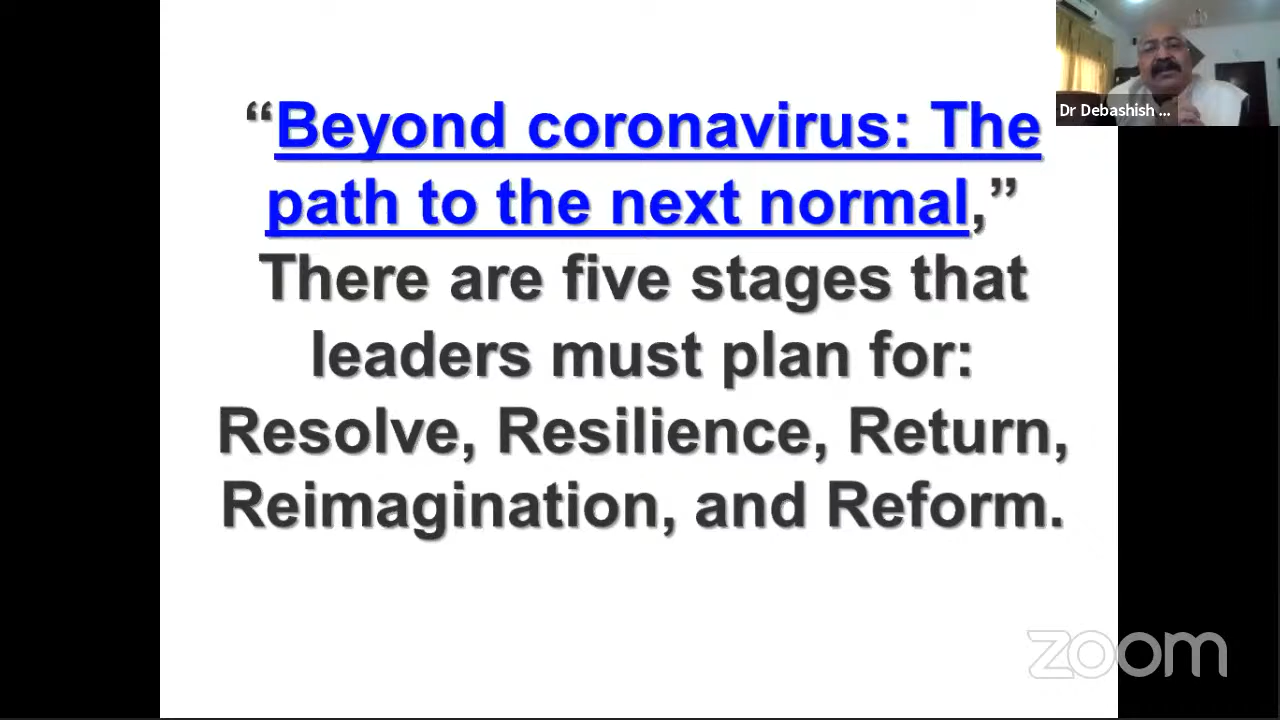 “Beyond coronavirus: The
path to the next normal,”
There are five stages that
leaders must plan for:
Resolve, Resilience, Return,
Reimagination, and Reform.
Dr Debashish ...
zoom